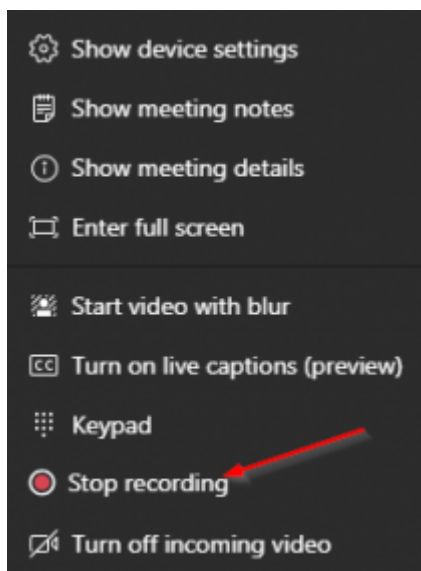 Show device settings
Show meeting notes
Show meeting details
Enter full screen
Start video with blur
CC Turn on live captions (preview)
Keypad
Stop recording
Turn off incoming video